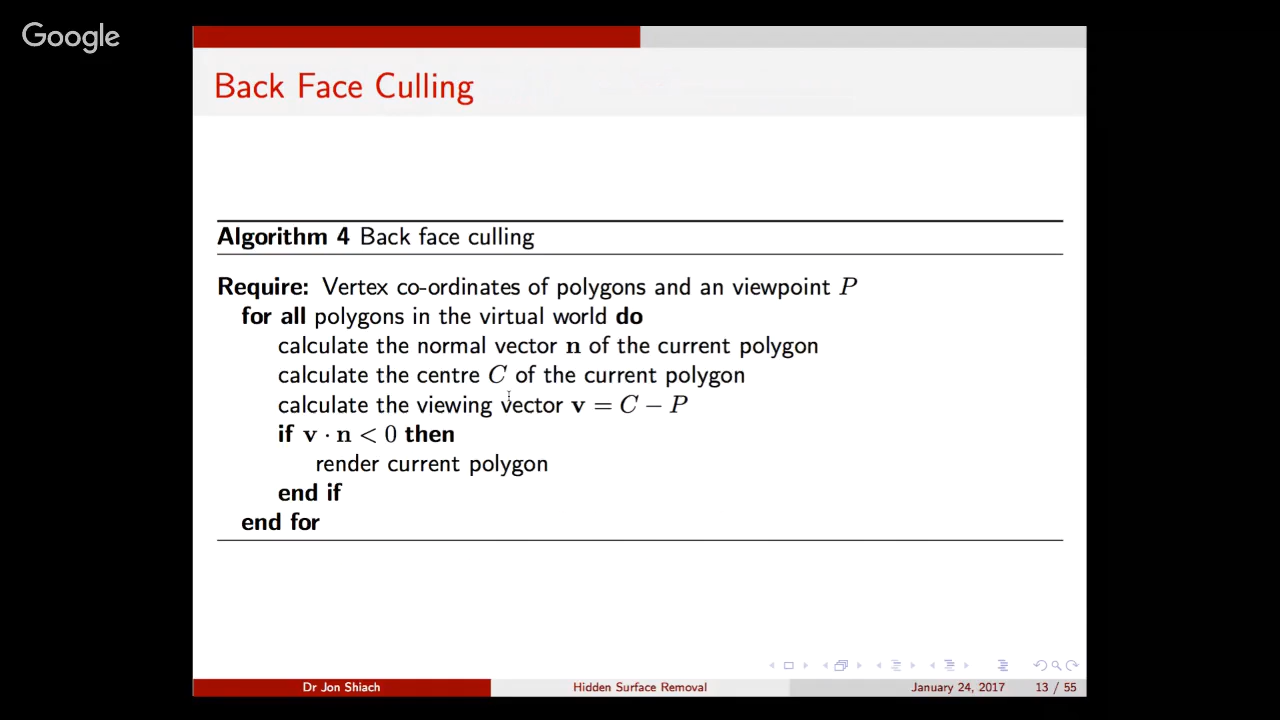 Google
Back Face Culling
Algorithm 4 Back face culling
Require: Vertex co-ordinates of polygons and an viewpoint P
for all polygons in the virtual world do
calculate the normal vector n of the current polygon
calculate the centre C of the current polygon
calculate the viewing vector v = C − P
if v · n < 0 then
render current polygon
end if
end for
Dr Jon Shiach Hidden Surface Removal January 24, 2017 13 / 55